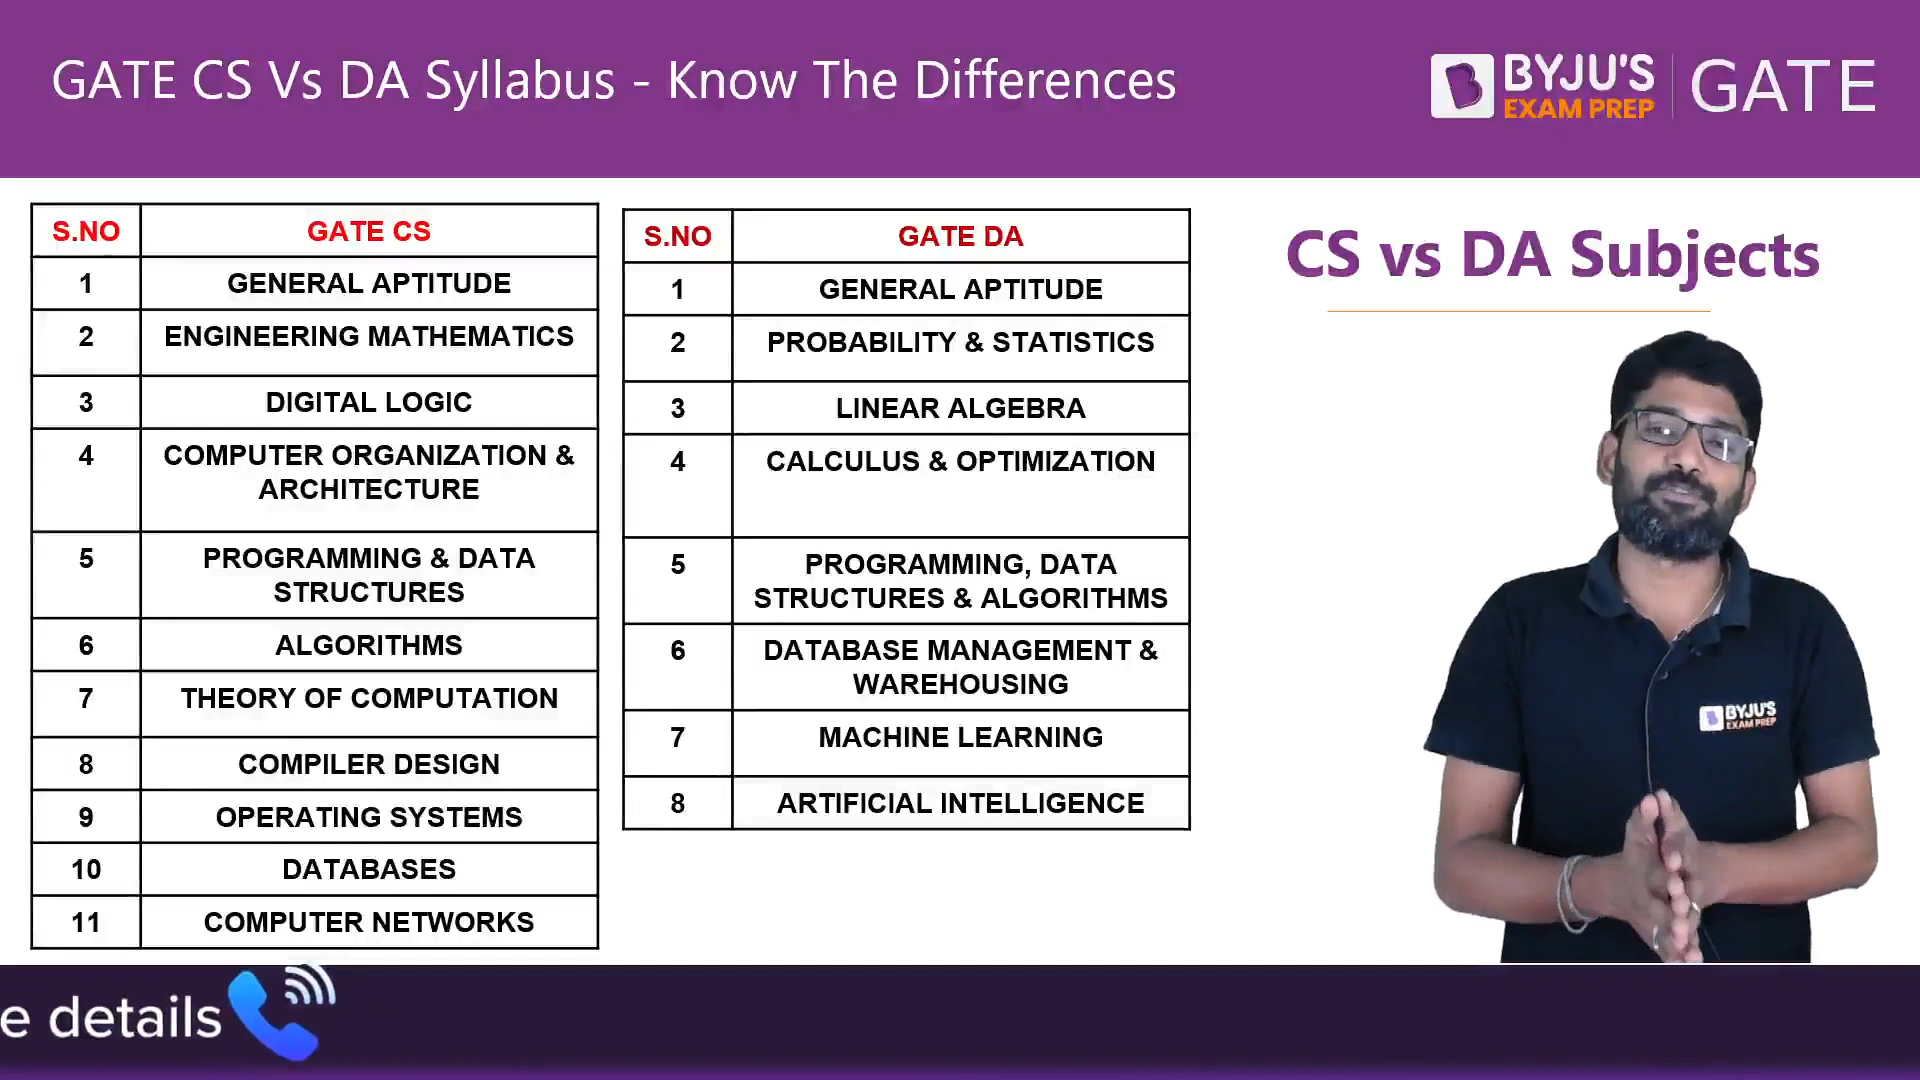 GATE CS Vs DA Syllabus - Know The Differences
BYJU'S
EXAM PREP
GATE
S.NO GATE CS
1 GENERAL APTITUDE
2 ENGINEERING MATHEMATICS
3 DIGITAL LOGIC
4 COMPUTER ORGANIZATION &
ARCHITECTURE
5 PROGRAMMING & DATA
STRUCTURES
6 ALGORITHMS
7 THEORY OF COMPUTATION
8 COMPILER DESIGN
9 OPERATING SYSTEMS
10 DATABASES
11 COMPUTER NETWORKS
S.NO GATE DA
1 GENERAL APTITUDE
2 PROBABILITY & STATISTICS
3 LINEAR ALGEBRA
4 CALCULUS & OPTIMIZATION
5 PROGRAMMING, DATA
STRUCTURES & ALGORITHMS
6 DATABASE MANAGEMENT &
WAREHOUSING
7 MACHINE LEARNING
8 ARTIFICIAL INTELLIGENCE
CS vs DA Subjects
BYJU'S
EXAM PREP
e details